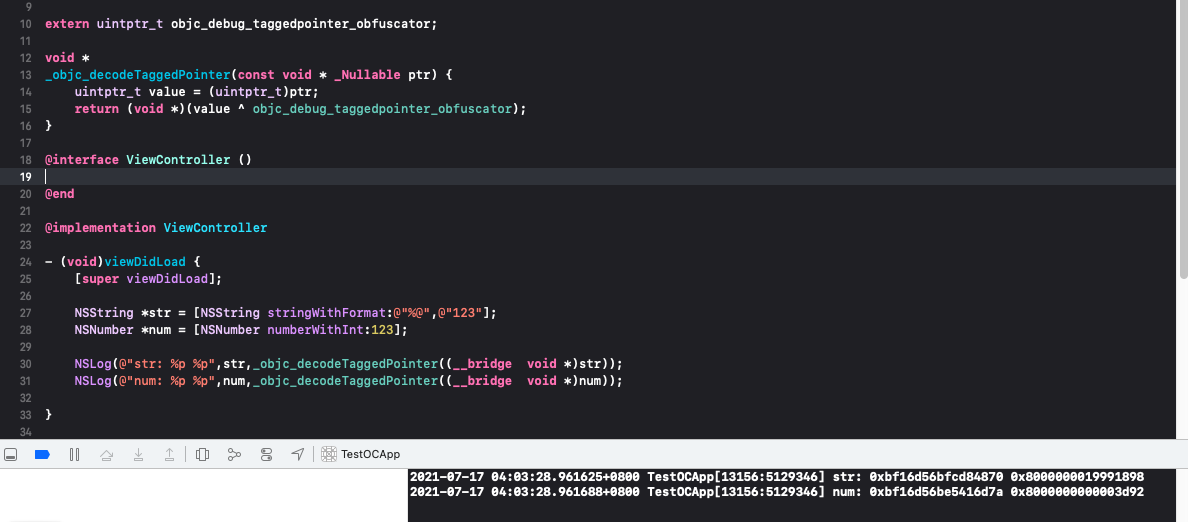 9
10 extern uintptr_t objc_debug_taggedpointer_obfuscator;
11
12 void *
13 _objc_decodeTaggedPointer(const void * _Nullable ptr) {
14     uintptr_t value = (uintptr_t)ptr;
15     return (void *)(value ^ objc_debug_taggedpointer_obfuscator);
16 }
17
18 @interface ViewController ()
19
20 @end
21
22 @implementation ViewController
23
24 - (void)viewDidLoad {
25     [super viewDidLoad];
26
27     NSString *str = [NSString stringWithFormat:@"%@",@"123"];
28     NSNumber *num = [NSNumber numberWithInt:123];
29
30     NSLog(@"str: %p %p",str,_objc_decodeTaggedPointer((__bridge  void *)str));
31     NSLog(@"num: %p %p",num,_objc_decodeTaggedPointer((__bridge  void *)num));
32
33 }
34
TestOCApp
2021-07-17 04:03:28.961625+0800 TestOCApp[13156:5129346] str: 0xbf16d56bfcd84870 0x8000000019991898
2021-07-17 04:03:28.961688+0800 TestOCApp[13156:5129346] num: 0xbf16d56be5416d7a 0x8000000000003d92